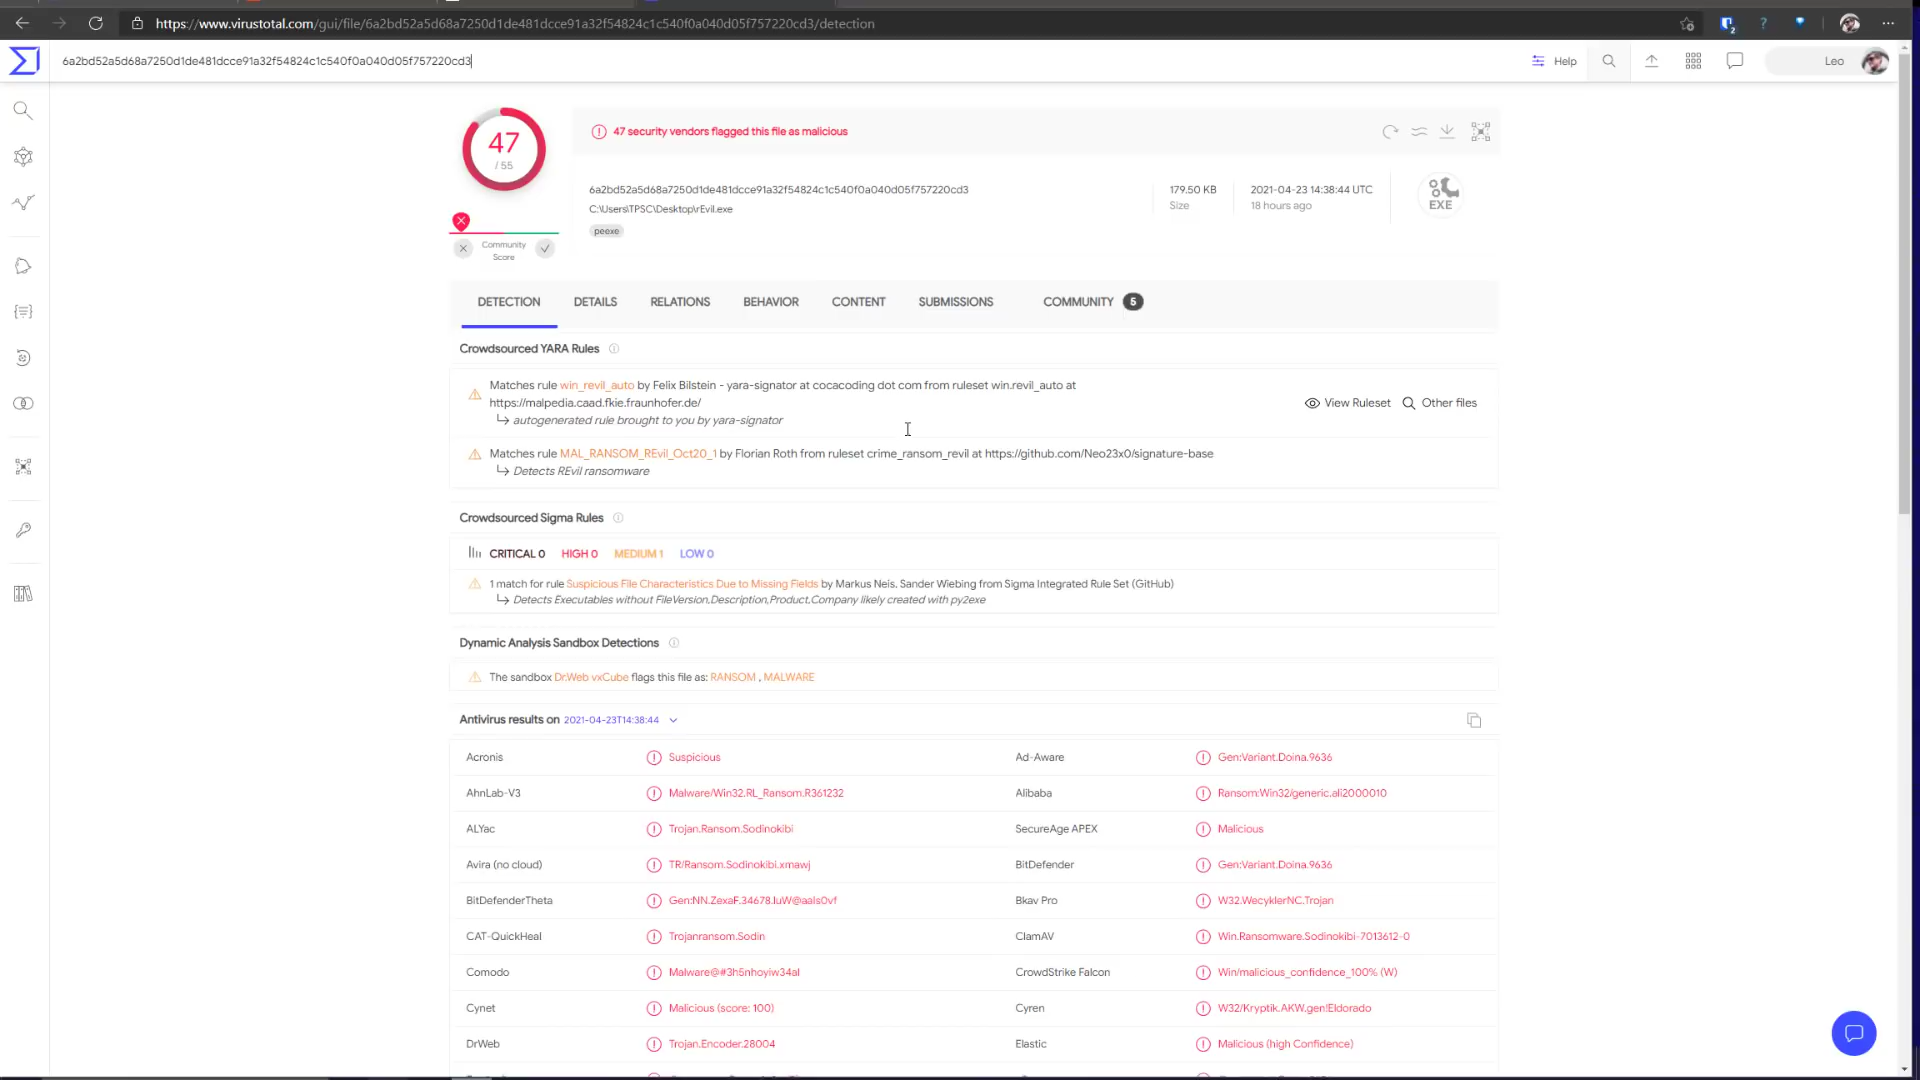 https://www.virustotal.com/gui/file/6a2bd52a5d68a7250d1de481dcce91a32f54824c1c540f0a040d05f757220cd3/detection
2
?
6a2bd52a5d68a7250d1de481dcce91a32f54824c1c540f0a040d05f757220cd3
Help
Leo
47
/ 55
47 security vendors flagged this file as malicious
6a2bd52a5d68a7250d1de481dcce91a32f54824c1c540f0a040d05f757220cd3
C:\Users\TPSC\Desktop\rEvil.exe
peexe
179.50 KB
Size
2021-04-23 14:38:44 UTC
18 hours ago
EXE
Community
Score
DETECTION
DETAILS
RELATIONS
BEHAVIOR
CONTENT
SUBMISSIONS
COMMUNITY 5
Crowdsourced YARA Rules
Matches rule win_revil_auto by Felix Bilstein - yara-signator at cocacoding dot com from ruleset win.revil_auto at
https://malpedia.caad.fkie.fraunhofer.de/
autogenerated rule brought to you by yara-signator
View Ruleset
Other files
Matches rule MAL_RANSOM_REvil_Oct20_1 by Florian Roth from ruleset crime_ransom_revil at https://github.com/Neo23x0/signature-base
Detects REvil ransomware
Crowdsourced Sigma Rules
CRITICAL 0 HIGH 0 MEDIUM 1 LOW 0
1 match for rule Suspicious File Characteristics Due to Missing Fields by Markus Neis, Sander Wiebing from Sigma Integrated Rule Set (GitHub)
Detects Executables without FileVersion,Description,Product,Company likely created with py2exe
Dynamic Analysis Sandbox Detections
The sandbox Dr.Web vxCube flags this file as: RANSOM , MALWARE
Antivirus results on 2021-04-23T14:38:44
Acronis
Suspicious
Ad-Aware
Gen:Variant.Doina.9636
AhnLab-V3
Malware/Win32.RL_Ransom.R361232
Alibaba
Ransom:Win32/generic.ali2000010
ALYac
Trojan.Ransom.Sodinokibi
SecureAge APEX
Malicious
Avira (no cloud)
TR/Ransom.Sodinokibi.xmawj
BitDefender
Gen:Variant.Doina.9636
BitDefenderTheta
Gen:NN.ZexaF.34678.luW@aaIs0vf
Bkav Pro
W32.WecyklerNC.Trojan
CAT-QuickHeal
Trojanransom.Sodin
ClamAV
Win.Ransomware.Sodinokibi-7013612-0
Comodo
Malware@#3h5nhoyiw34al
CrowdStrike Falcon
Win/malicious_confidence_100% (W)
Cynet
Malicious (score: 100)
Cyren
W32/Kryptik.AKW.gen!Eldorado
DrWeb
Trojan.Encoder.28004
Elastic
Malicious (high Confidence)